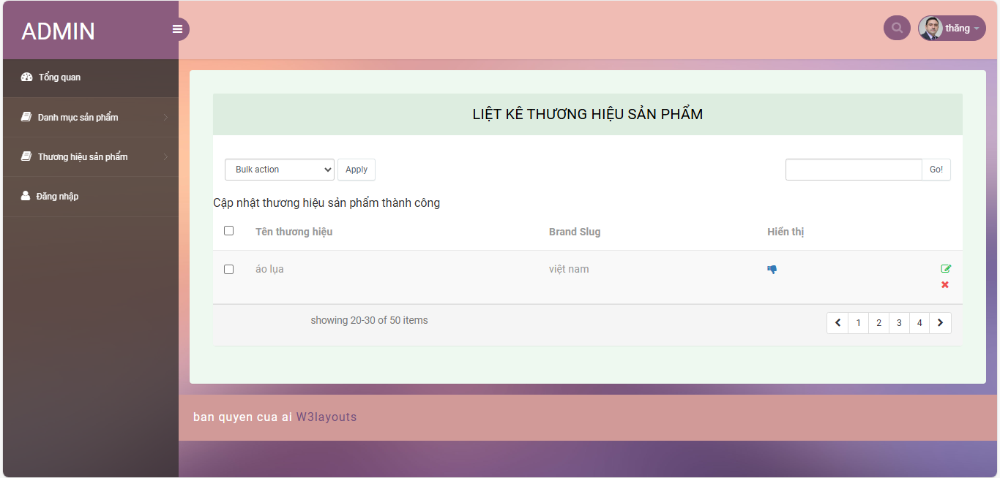 ADMIN
thăng
Tổng quan
Danh mục sản phẩm
Thương hiệu sản phẩm
Đăng nhập
LIỆT KÊ THƯƠNG HIỆU SẢN PHẨM
Bulk action Apply Go!
Cập nhật thương hiệu sản phẩm thành công
Tên thương hiệu Brand Slug Hiển thị
áo lụa việt nam
showing 20-30 of 50 items 1 2 3 4
ban quyen cua ai W3layouts